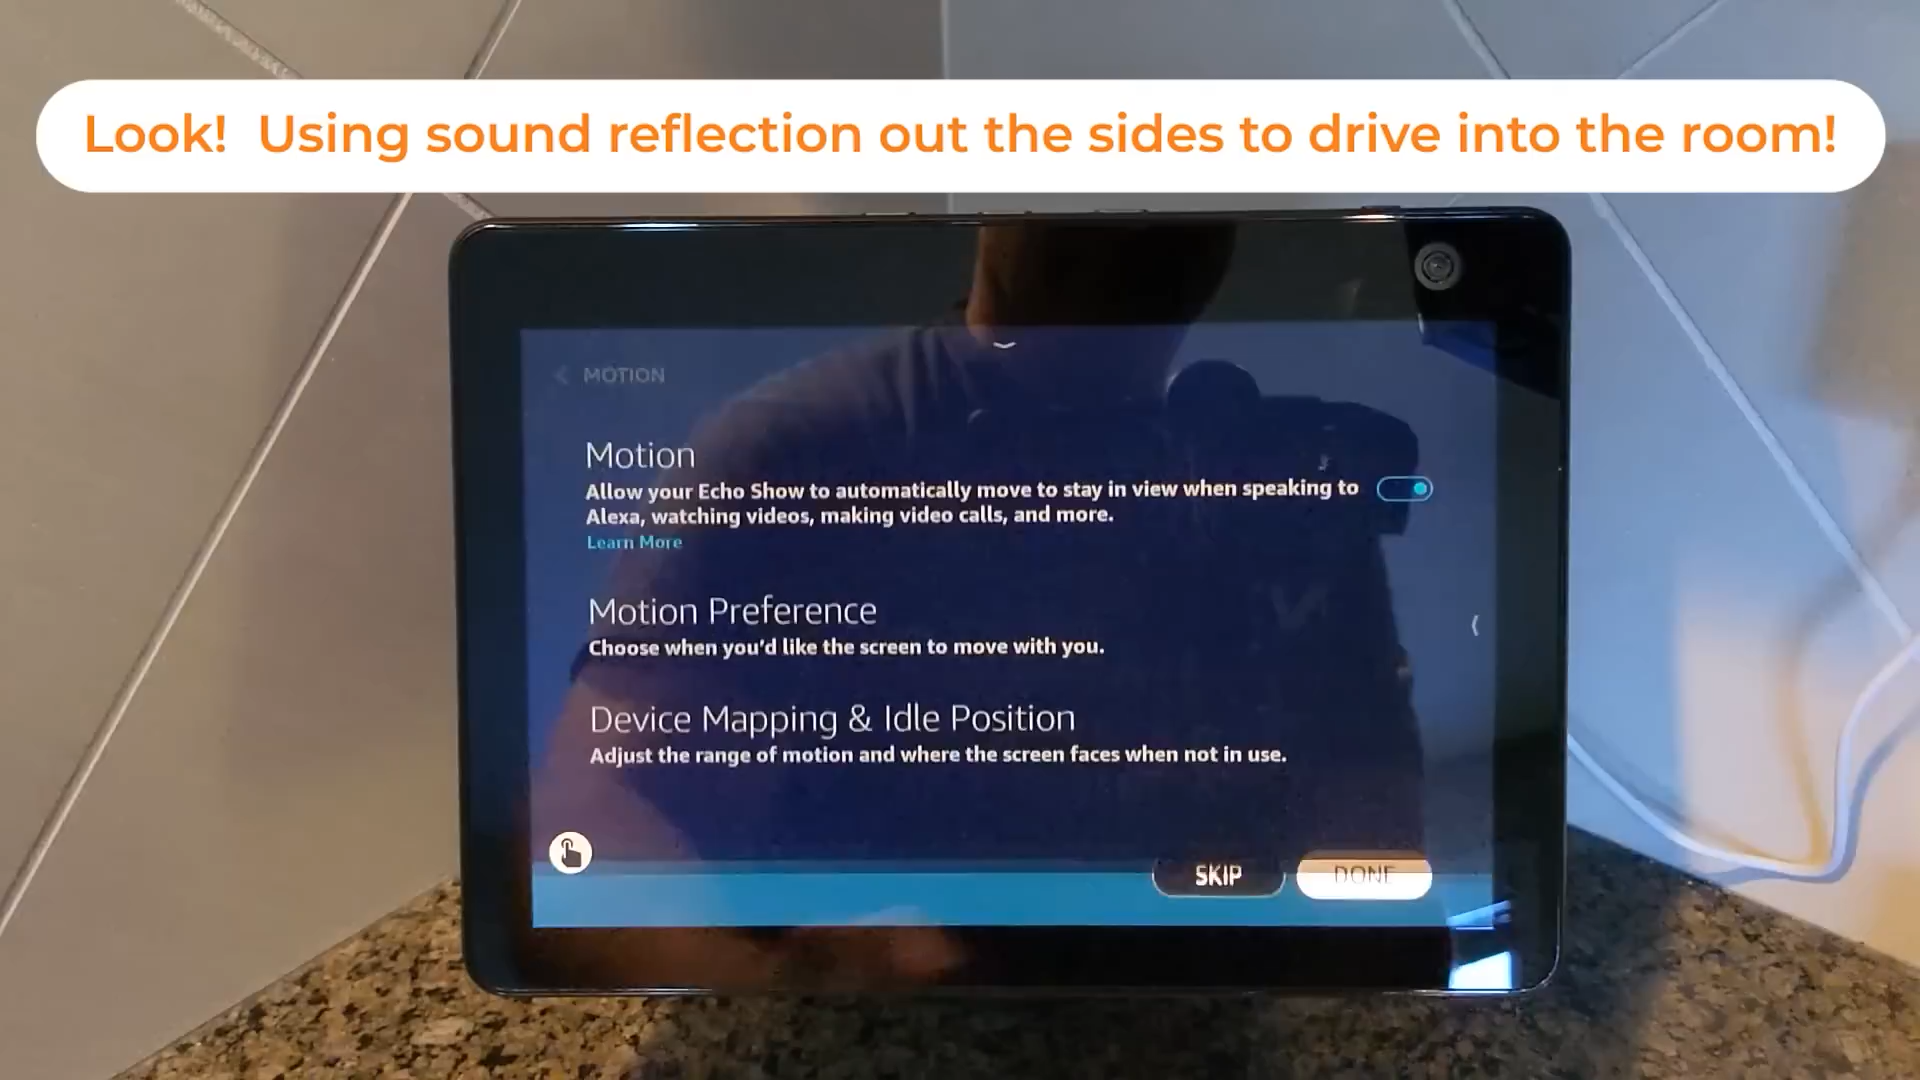 Look!  Using sound reflection out the sides to drive into the room!
MOTION
Motion
Allow your Echo Show to automatically move to stay in view when speaking to
Alexa, watching videos, making video calls, and more.
Learn More
Motion Preference
Choose when you'd like the screen to move with you.
Device Mapping & Idle Position
Adjust the range of motion and where the screen faces when not in use.
SKIP
DONE